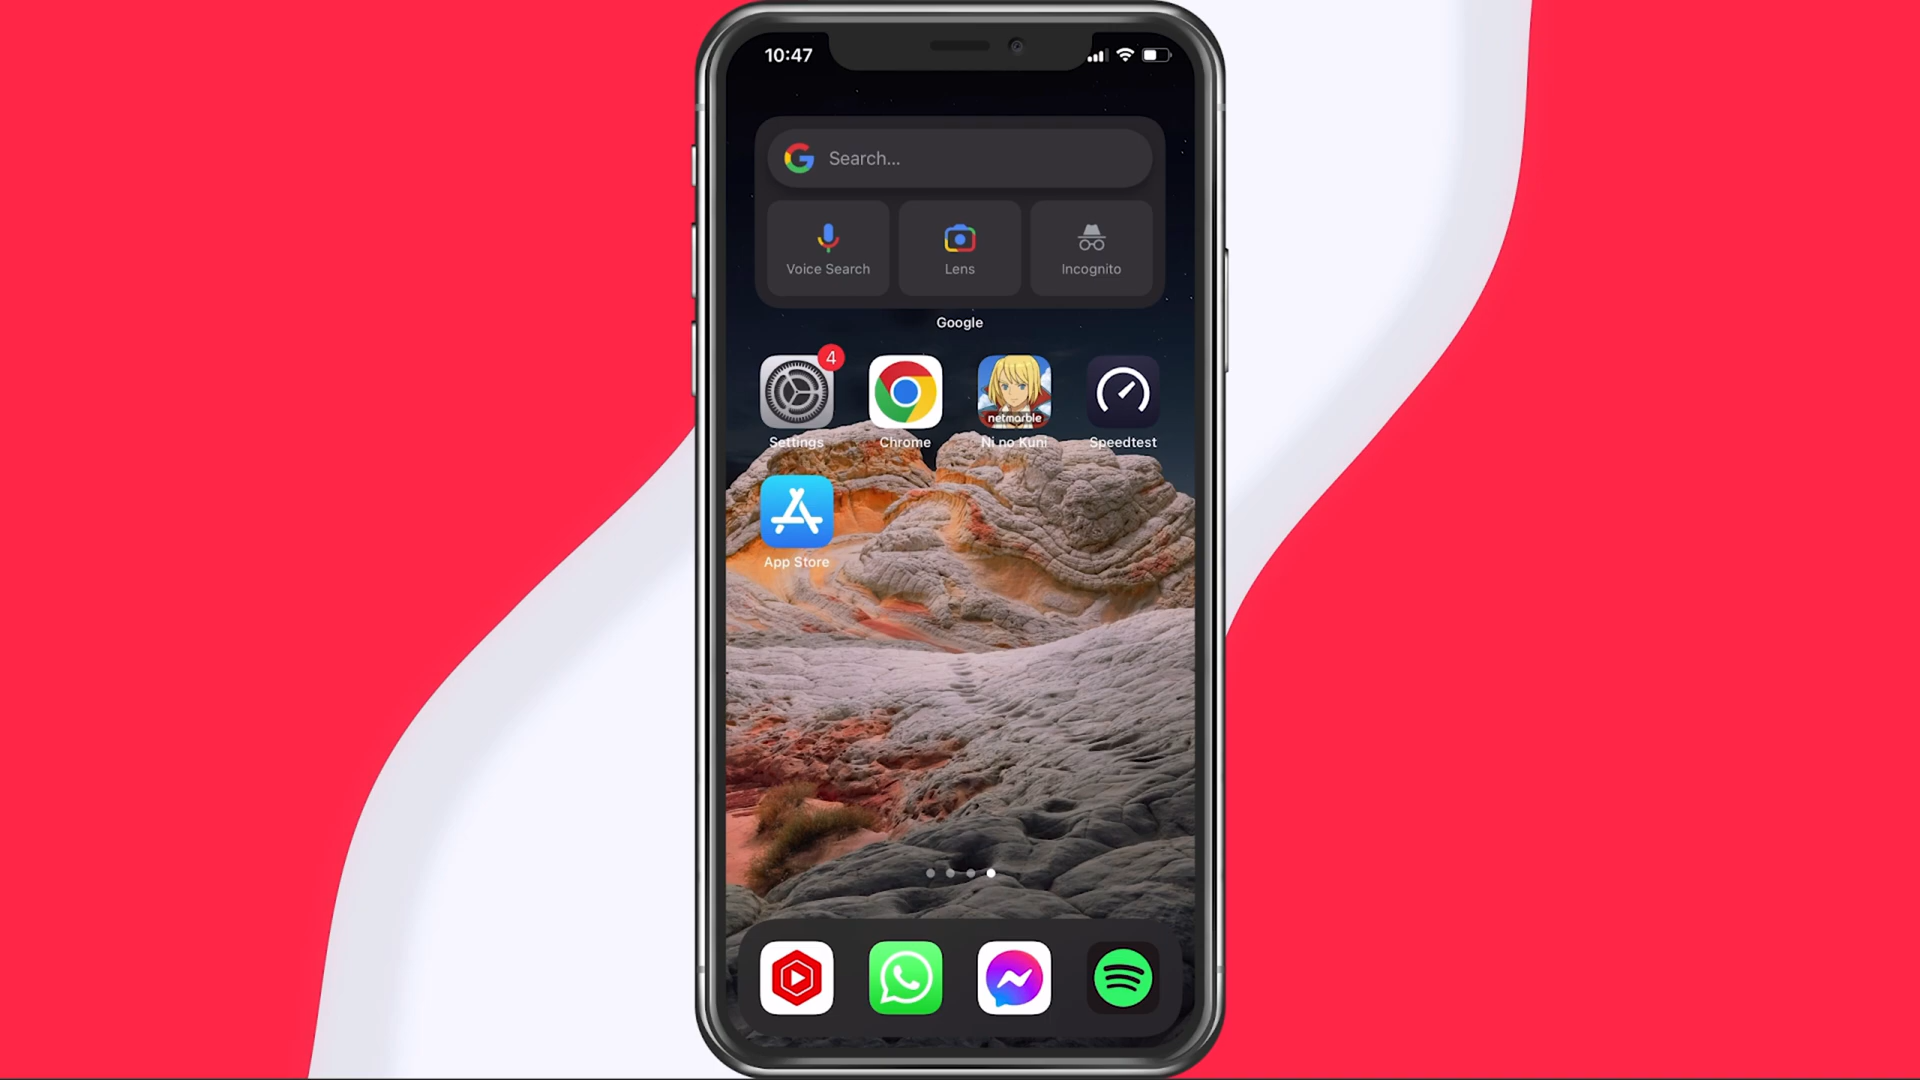 10:47
Search...
Voice Search
Lens
Incognito
Google
4
netmarble
Settings
Chrome
Ni no Kuni
Speedtest
App Store